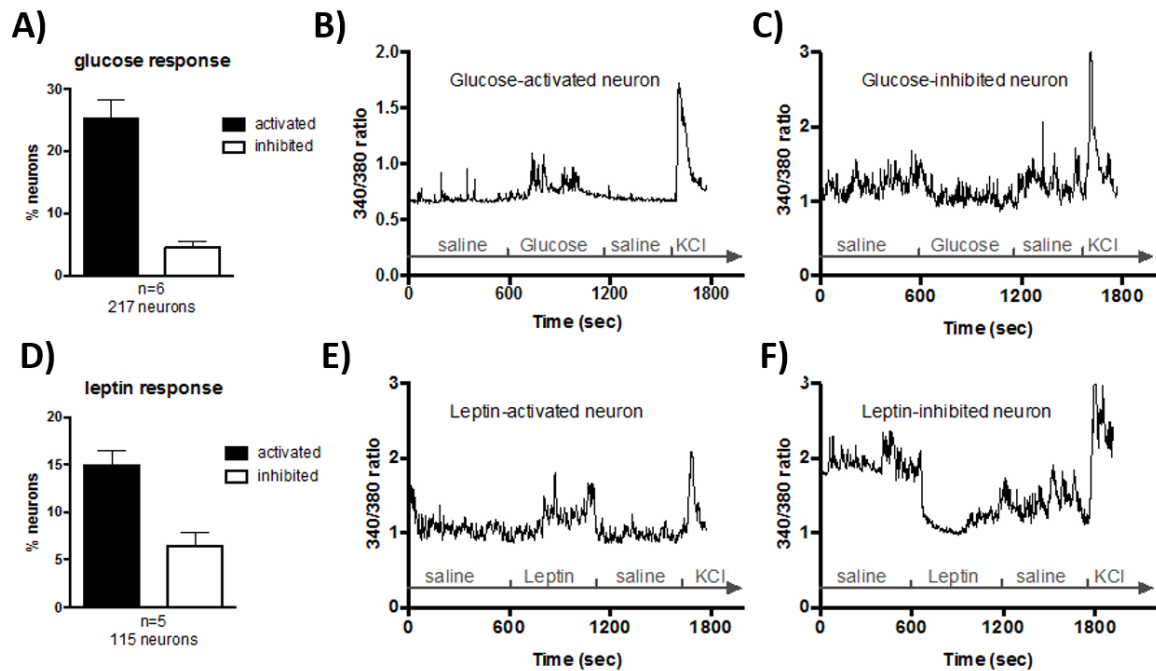 A)
glucose response
30
20
10
0
% neurons
activated
inhibited
n=6
217 neurons
B)
2.0
1.5
1.0
0.5
0.0
340/380 ratio
Glucose-activated neuron
saline Glucose saline KCl
0 600 1200 1800
Time (sec)
C)
3
2
1
0
340/380 ratio
Glucose-inhibited neuron
saline Glucose saline KCl
0 600 1200 1800
Time (sec)
D)
leptin response
20
15
10
5
0
% neurons
activated
inhibited
n=5
115 neurons
E)
3
2
1
0
340/380 ratio
Leptin-activated neuron
saline Leptin saline KCl
0 600 1200 1800
Time (sec)
F)
3
2
1
0
340/380 ratio
Leptin-inhibited neuron
saline Leptin saline KCl
0 600 1200 1800
Time (sec)